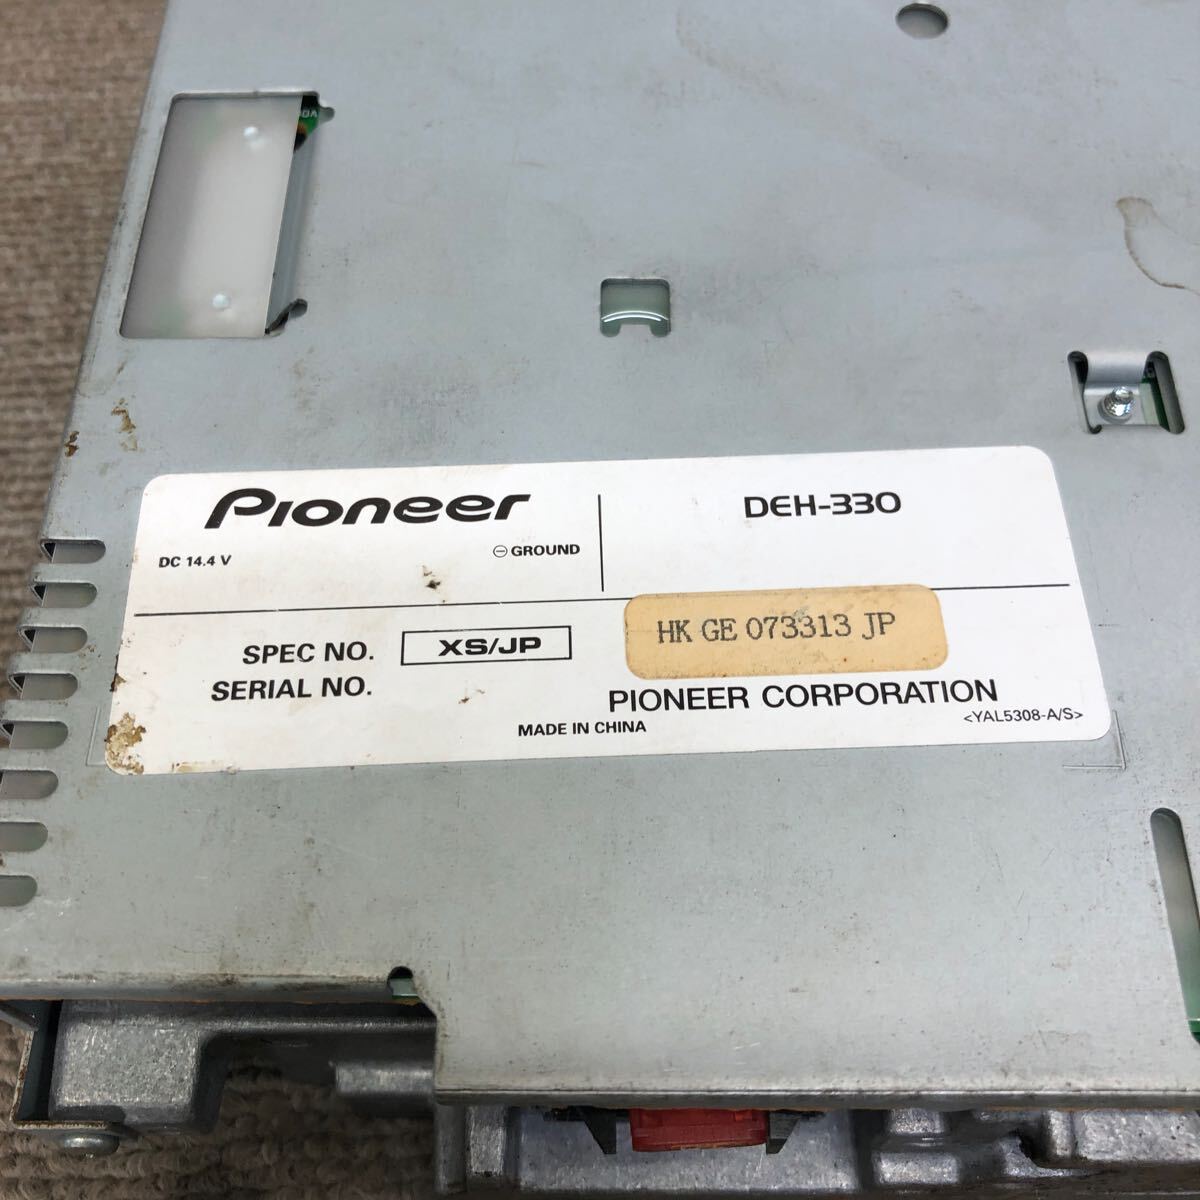 Pioneer
DEH-330
DC 14.4 V
⊖ GROUND
SPEC NO. XS/JP
HK GE 073313 JP
SERIAL NO.
PIONEER CORPORATION
MADE IN CHINA
<YAL5308-A/S>